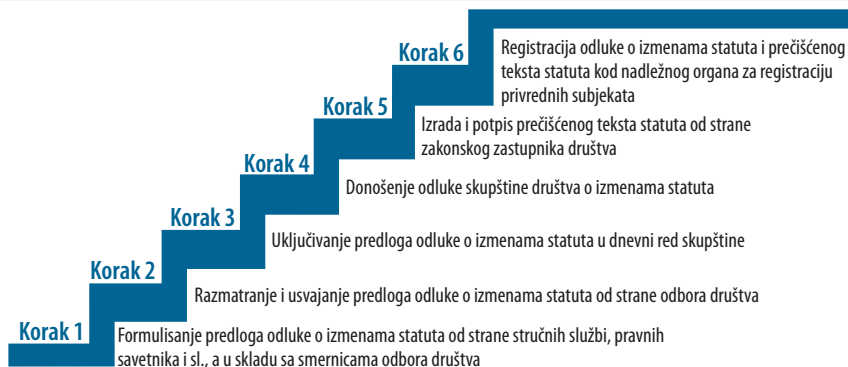 Korak 6
Registracija odluke o izmenama statuta i prečišćenog
teksta statuta kod nadležnog organa za registraciju
privrednih subjekata
Korak 5
Izrada i potpis prečišćenog teksta statuta od strane
zakonskog zastupnika društva
Korak 4
Donošenje odluke skupštine društva o izmenama statuta
Korak 3
Uključivanje predloga odluke o izmenama statuta u dnevni red skupštine
Korak 2
Razmatranje i usvajanje predloga odluke o izmenama statuta od strane odbora društva
Korak 1
Formulisanje predloga odluke o izmenama statuta od strane stručnih službi, pravnih
savetnika i sl., a u skladu sa smernicama odbora društva